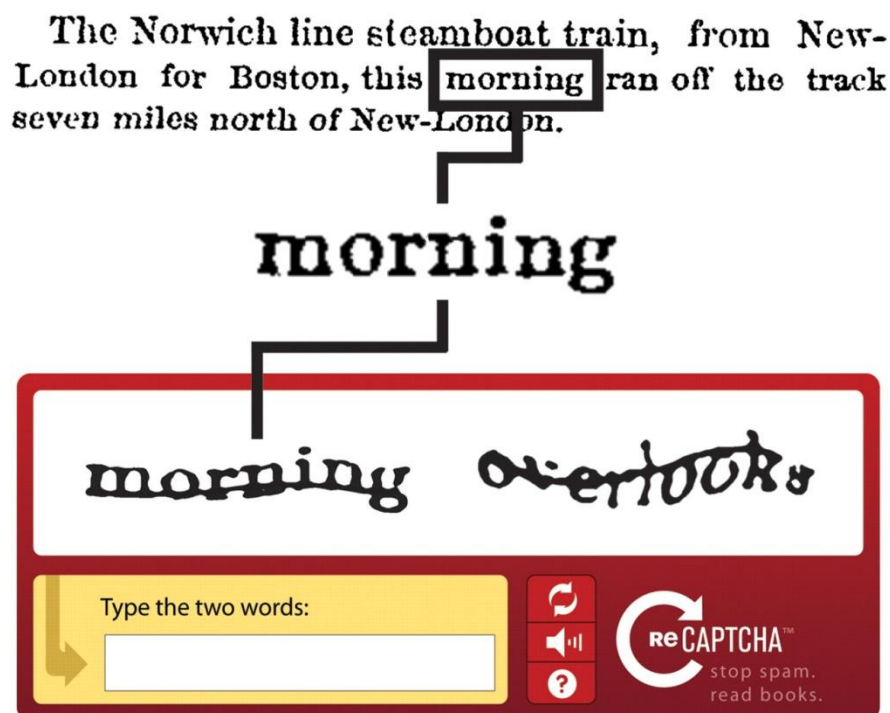 The Norwich line steamboat train, from New-
London for Boston, this morning ran off the track
seven miles north of New-London.
morning
morning overlooks
Type the two words:
ReCAPTCHA™
stop spam.
read books.
?